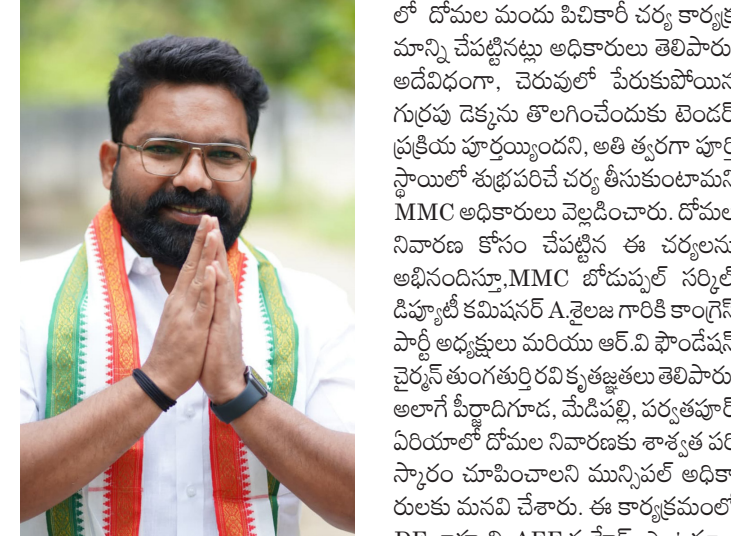 లో దోమల మందు పిచికారీ చర్య కార్యక్ర
మాన్ని చేపట్టినట్లు అధికారులు తెలిపారు
అదేవిధంగా, చెరువులో పేరుకుపోయిన
గుర్రపు డెక్కను తొలగించేందుకు టెండర్
ప్రక్రియ పూర్తయ్యిందని, అతి త్వరగా పూర్తి
స్థాయిలో శుభ్రపరిచే చర్య తీసుకుంటామని
MMC అధికారులు వెల్లడించారు. దోమల
నివారణ కోసం చేపట్టిన ఈ చర్యలను
అభినందిస్తూ,MMC బోడుప్పల్ సర్కిల్
డిప్యూటీ కమిషనర్ A.శైలజ గారికి కాంగ్రెస్
పార్టీ అధ్యక్షులు మరియు ఆర్.వి ఫౌండేషన్
చైర్మన్ తుంగతుర్తి రవి కృతజ్ఞతలు తెలిపారు
అలాగే పీర్జాదిగూడ, మేడిపల్లి, పర్వతపూర్
ఏరియాలో దోమల నివారణకు శాశ్వత పరి
స్కారం చూపించాలని మున్సిపల్ అధికా
రులకు మనవి చేశారు. ఈ కార్యక్రమంలో